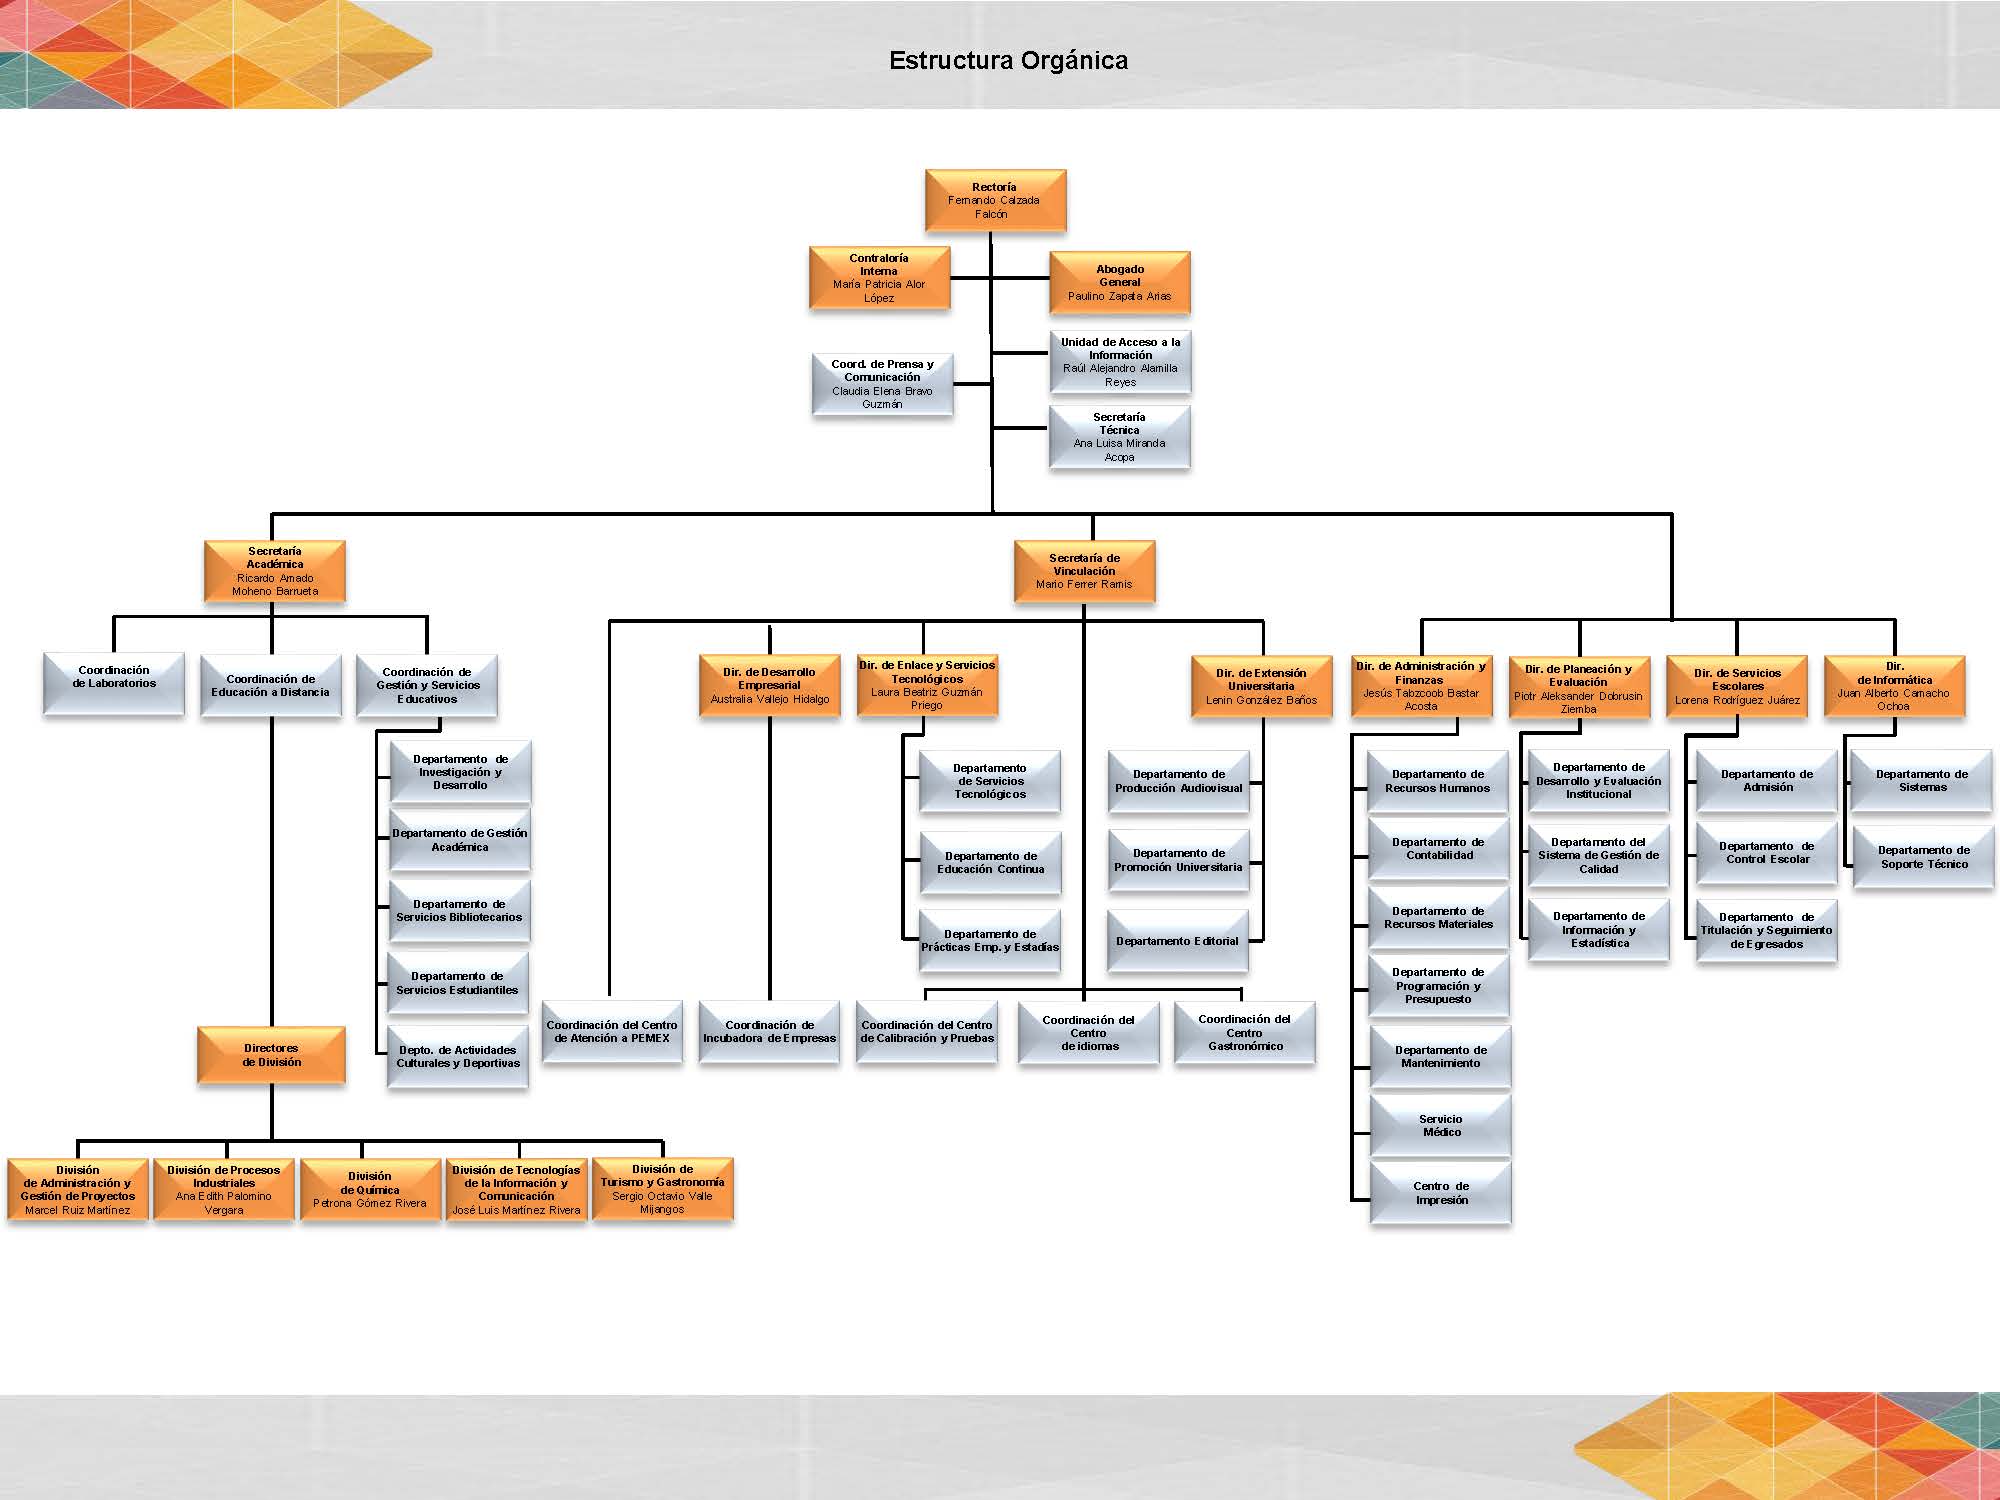 Estructura Orgánica
Rectoría
Fernando Calzada
Falcón
Contraloría
Interna
María Patricia Alor
López
Abogado
General
Paulino Zapata Arias
Unidad de Acceso a la
Información
Raúl Alejandro Alamilla
Reyes
Coord. de Prensa y
Comunicación
Claudia Elena Bravo
Guzmán
Secretaría
Técnica
Ana Luisa Miranda
Acopa
Secretaría
Académica
Ricardo Amado
Moheno Barrueta
Secretaría de
Vinculación
Mario Ferrer Ramis
Coordinación
de Laboratorios
Coordinación de
Educación a Distancia
Coordinación de
Gestión y Servicios
Educativos
Dir. de Desarrollo
Empresarial
Australia Vallejo Hidalgo
Dir. de Enlace y Servicios
Tecnológicos
Laura Beatriz Guzmán
Priego
Dir. de Extensión
Universitaria
Lenin González Baños
Dir. de Administración y
Finanzas
Jesús Tabzcoob Bastar
Acosta
Dir. de Planeación y
Evaluación
Piotr Aleksander Dobrusin
Ziemba
Dir. de Servicios
Escolares
Lorena Rodríguez Juárez
Dir.
de Informática
Juan Alberto Camacho
Ochoa
Departamento de
Investigación y
Desarrollo
Departamento de Gestión
Académica
Departamento de
Servicios Bibliotecarios
Departamento de
Servicios Estudiantiles
Depto. de Actividades
Culturales y Deportivas
Departamento
de Servicios
Tecnológicos
Departamento de
Educación Continua
Departamento de
Prácticas Emp. y Estadías
Departamento de
Producción Audiovisual
Departamento de
Promoción Universitaria
Departamento Editorial
Departamento de
Recursos Humanos
Departamento de
Contabilidad
Departamento de
Recursos Materiales
Departamento de
Programación y
Presupuesto
Departamento de
Mantenimiento
Servicio
Médico
Centro de
Impresión
Departamento de
Desarrollo y Evaluación
Institucional
Departamento del
Sistema de Gestión de
Calidad
Departamento de
Información y
Estadística
Departamento de
Admisión
Departamento de
Control Escolar
Departamento de
Titulación y Seguimiento
de Egresados
Departamento de
Sistemas
Departamento de
Soporte Técnico
Coordinación del Centro
de Atención a PEMEX
Coordinación de
Incubadora de Empresas
Coordinación del Centro
de Calibración y Pruebas
Coordinación del
Centro
de idiomas
Coordinación del
Centro
Gastronómico
Directores
de División
División
de Administración y
Gestión de Proyectos
Marcel Ruiz Martínez
División de Procesos
Industriales
Ana Edith Palomino
Vergara
División
de Química
Petrona Gómez Rivera
División de Tecnologías
de la Información y
Comunicación
José Luis Martínez Rivera
División de
Turismo y Gastronomía
Sergio Octavio Valle
Mijangos